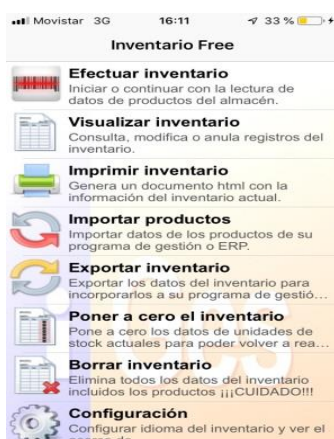 Movistar 3G 16:11 33 %
Inventario Free
Efectuar inventario
Iniciar o continuar con la lectura de
datos de productos del almacén.
Visualizar inventario
Consulta, modifica o anula registros del
inventario.
Imprimir inventario
Genera un documento html con la
información del inventario actual.
Importar productos
Importar datos de los productos de su
programa de gestión o ERP.
Exportar inventario
Exportar los datos del inventario para
incorporarlos a su programa de gestió...
Poner a cero el inventario
Pone a cero los datos de unidades de
stock actuales para poder volver a rea...
Borrar inventario
Elimina todos los datos del inventario
incluidos los productos ¡¡¡CUIDADO!!!
Configuración
Configurar idioma del inventario y ver el